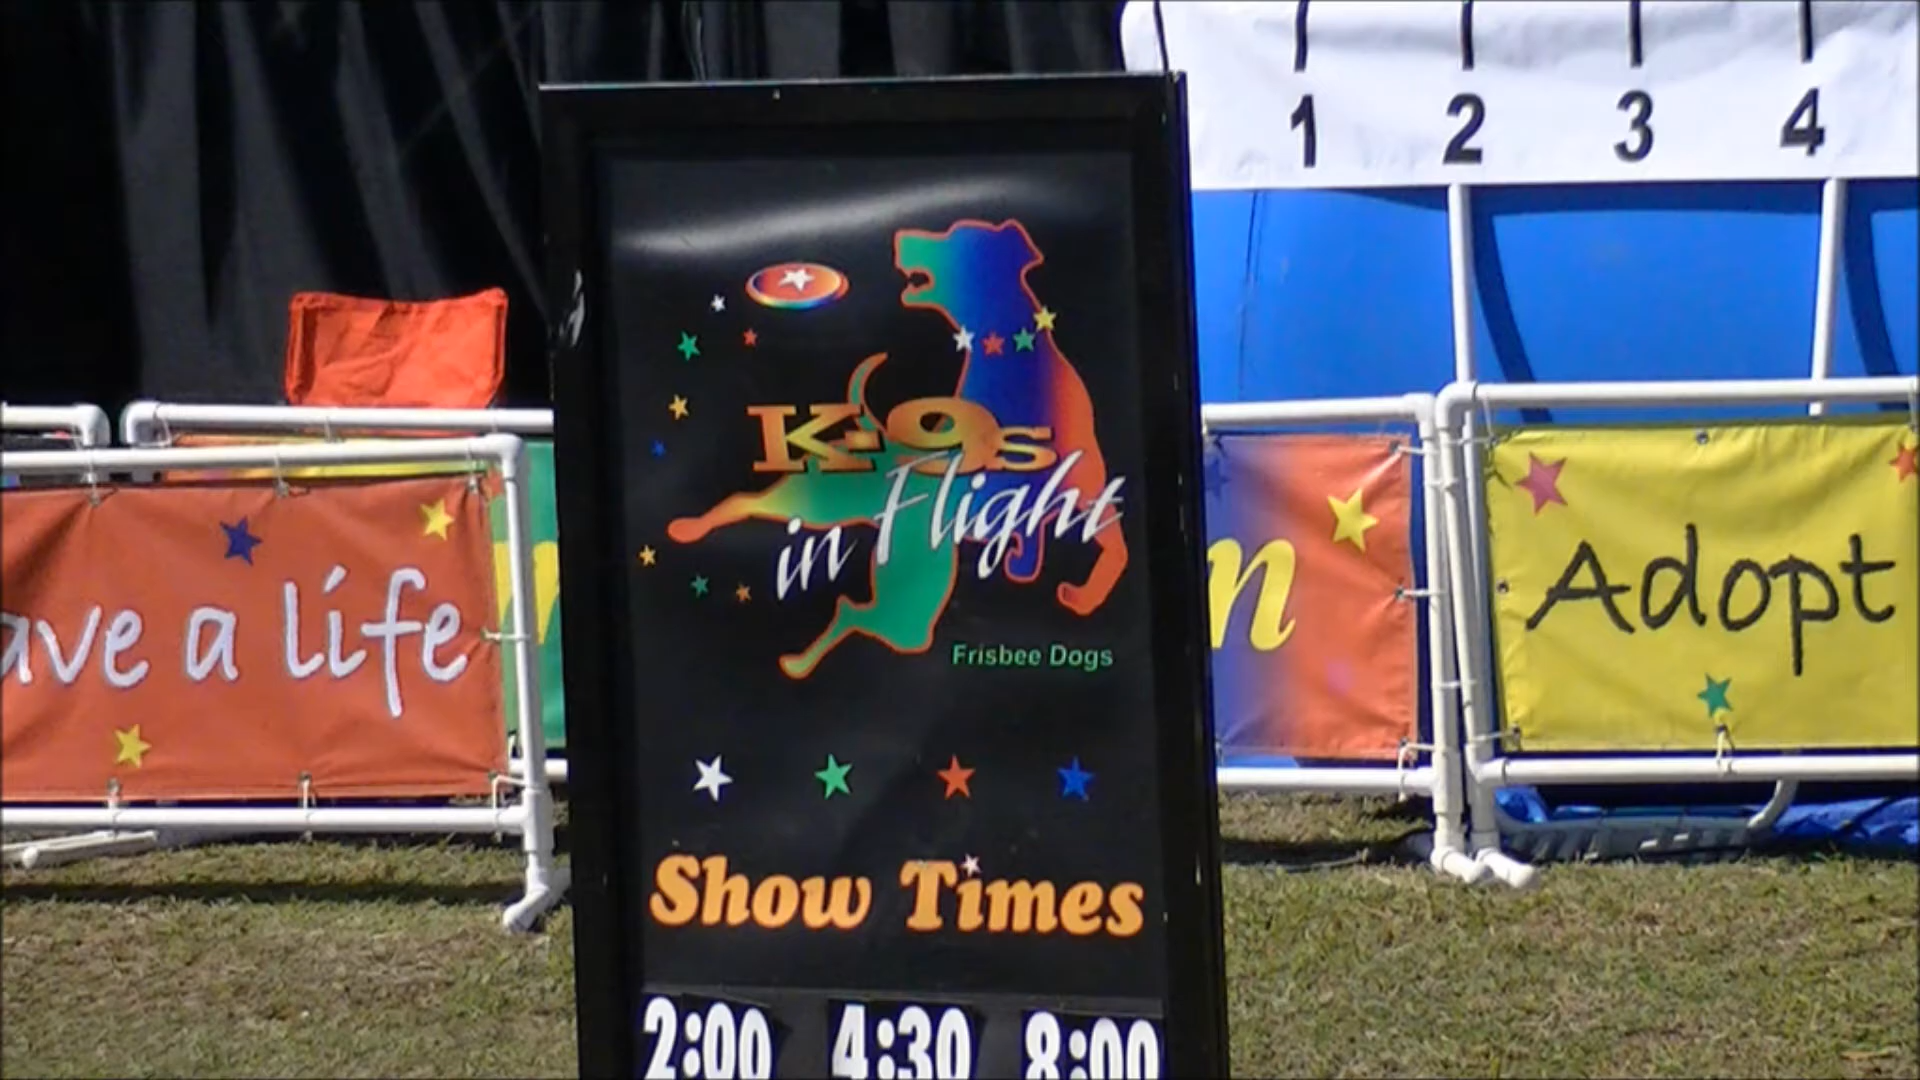 1 2 3 4
K-9s
in Flight
Frisbee Dogs
ave a life
n
Adopt
Show Times
2:00 4:30 8:00